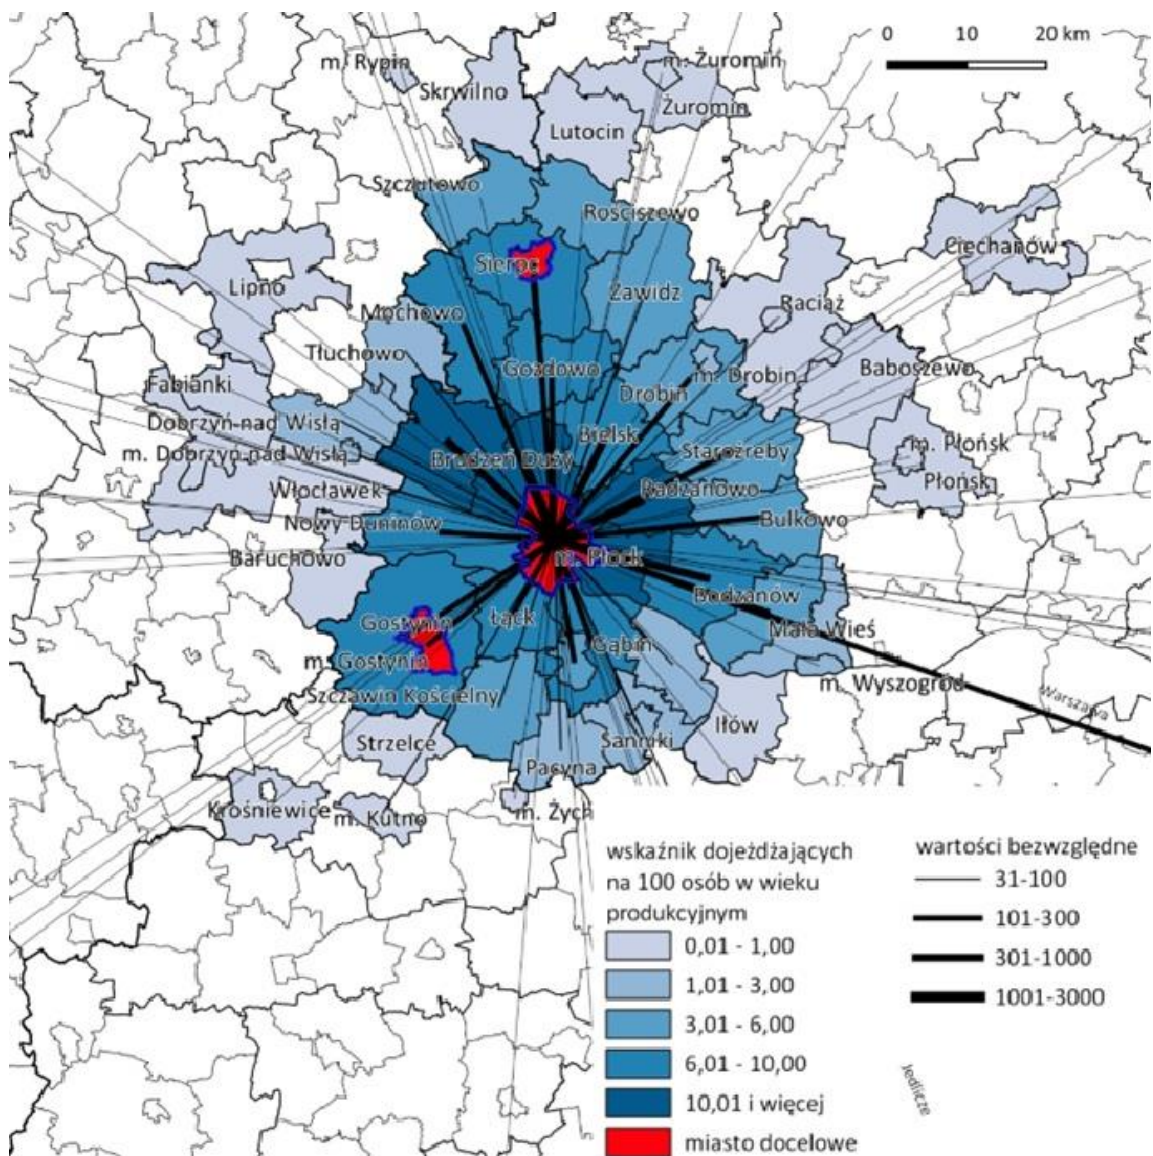 0 10 20 km
m. Rypin
m. Żuromin
Skrwilno
Żuromin
Lutocin
Szczutowo
Rościszewo
Ciechanów
Sierpc
Lipno
Zawidz
Raciąż
Mochowo
Tłuchowo
Gozdowo
m. Drobin
Baboszewo
Fabianki
Drobin
Dobrzyń nad Wisłą
Bielsk
m. Płońsk
m. Dobrzyń nad Wisłą
Brudzeń Duży
Staroźreby
Płońsk
Włocławek
Radzanowo
Nowy Duninów
Bulkowo
Baruchowo
m. Płock
Bodzanów
Gostynin
Łąck
Gąbin
Mała Wieś
m. Gostynin
m. Wyszogród
Szczawin Kościelny
Warszawa
Iłów
Strzelce
Sanniki
Pacyna
Krośniewice
m. Kutno
m. Żych
wskaźnik dojeżdżających
na 100 osób w wieku
produkcyjnym
0,01 - 1,00
1,01 - 3,00
3,01 - 6,00
6,01 - 10,00
10,01 i więcej
miasto docelowe
wartości bezwzględne
31-100
101-300
301-1000
1001-3000
Jedlicze